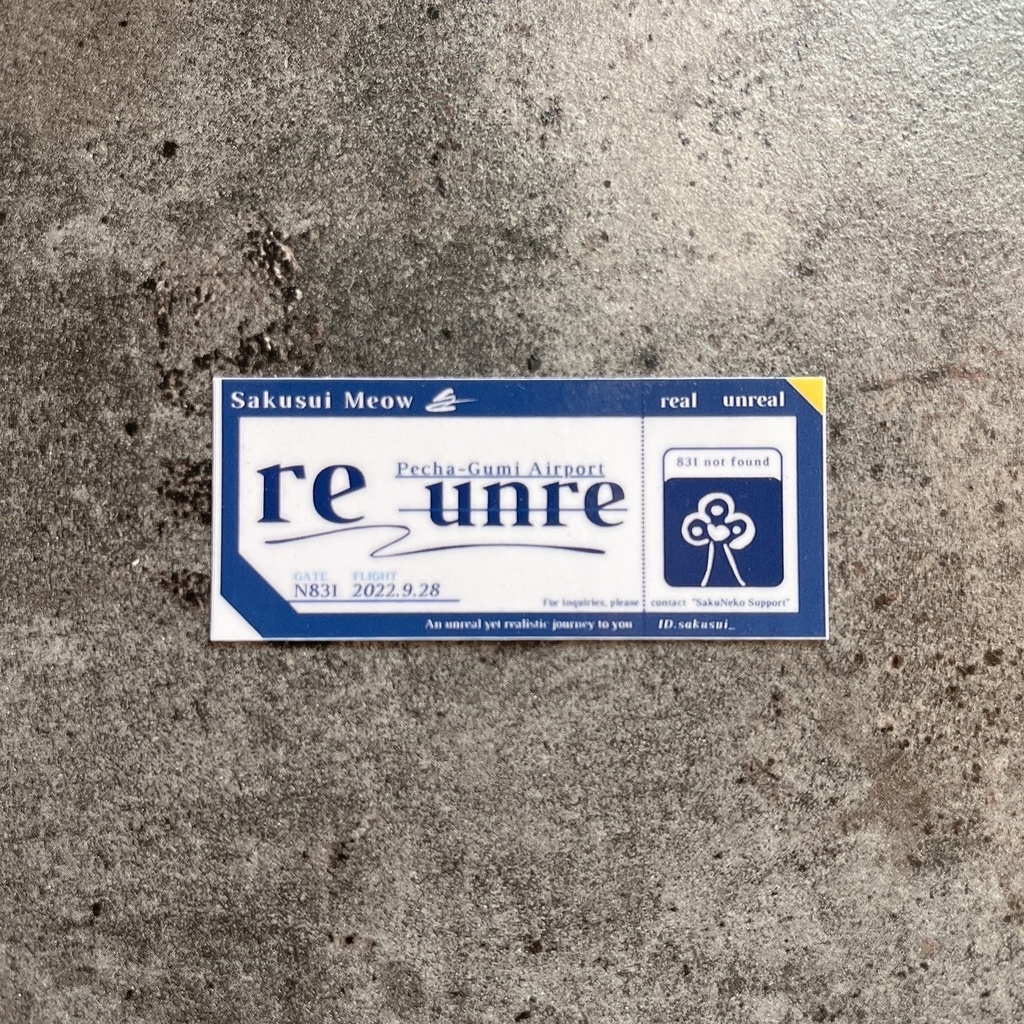 Sakusui Meow
real unreal
re
Pecha-Gumi Airport
unre
831 not found
GATE FLIGHT
N831 2022.9.28
For inquiries, please contact "SakuNeko Support"
An unreal yet realistic journey to you
ID.sakusui_